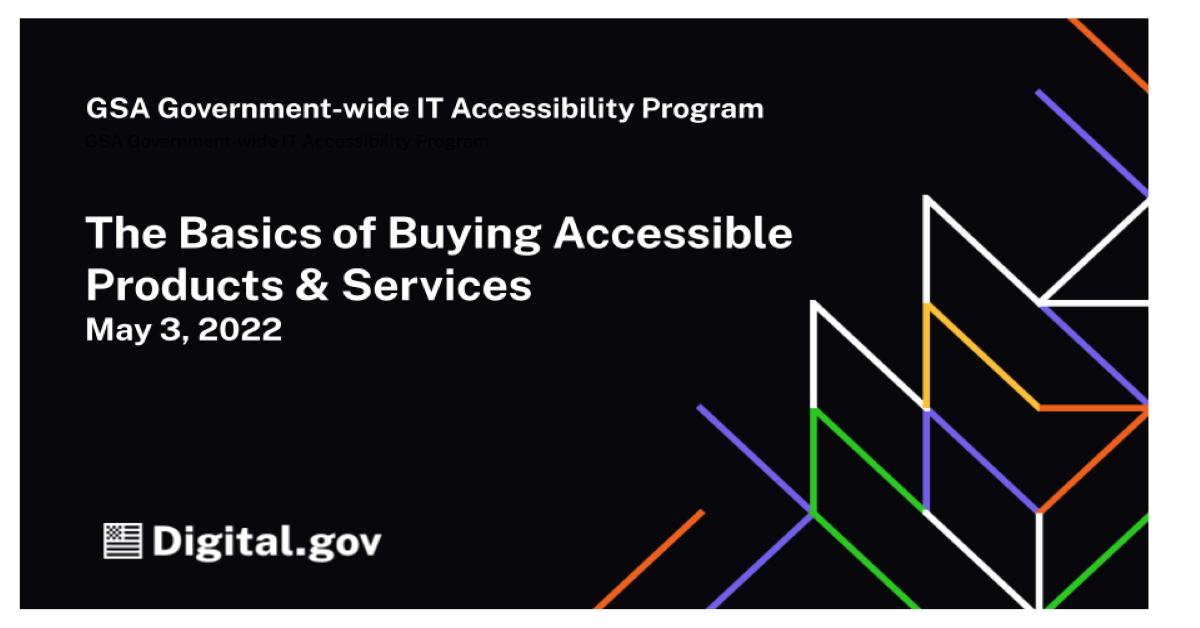 GSA Government-wide IT Accessibility Program
GSA Government-wide IT Accessibility Program
The Basics of Buying Accessible
Products & Services
May 3, 2022
Digital.gov